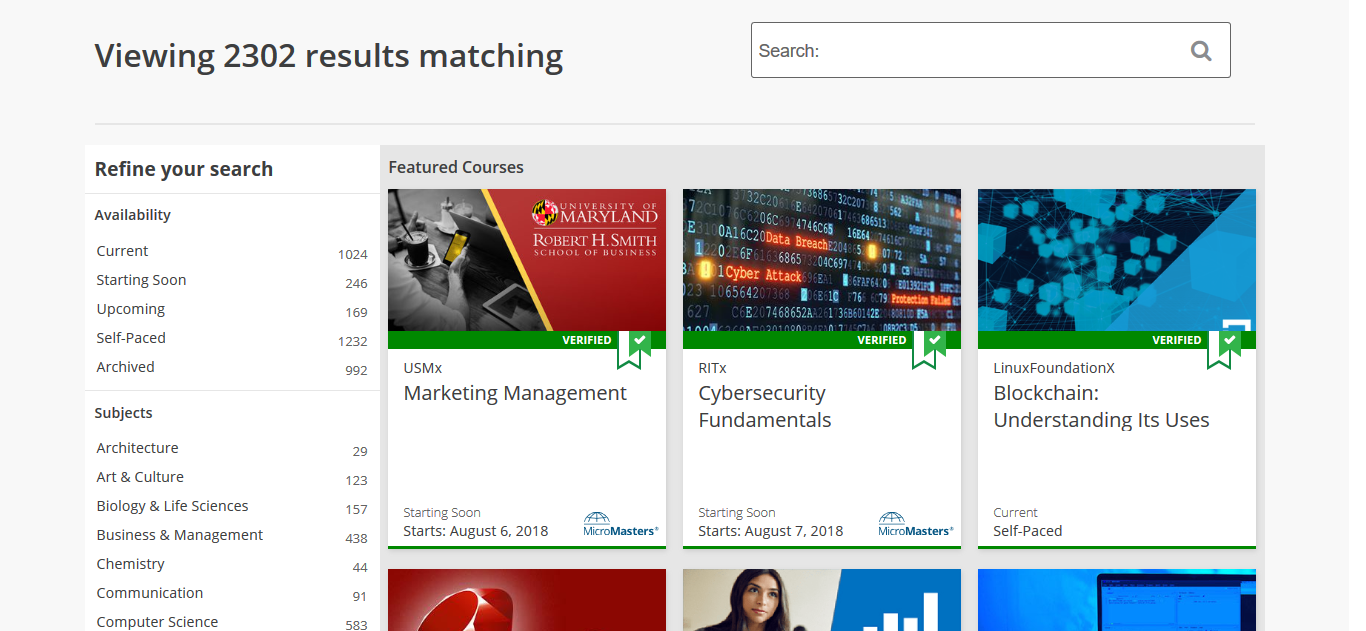 Viewing 2302 results matching
Search:
Refine your search
Availability
Current 1024
Starting Soon 246
Upcoming 169
Self-Paced 1232
Archived 992
Subjects
Architecture 29
Art & Culture 123
Biology & Life Sciences 157
Business & Management 438
Chemistry 44
Communication 91
Computer Science 583
Featured Courses
UNIVERSITY OF
MARYLAND
ROBERT H. SMITH
SCHOOL OF BUSINESS
VERIFIED
USMx
Marketing Management
Starting Soon
Starts: August 6, 2018
MicroMasters®
Data Breach
Cyber Attack
Protection Failed
VERIFIED
RITx
Cybersecurity
Fundamentals
Starting Soon
Starts: August 7, 2018
MicroMasters®
VERIFIED
LinuxFoundationX
Blockchain:
Understanding Its Uses
Current
Self-Paced